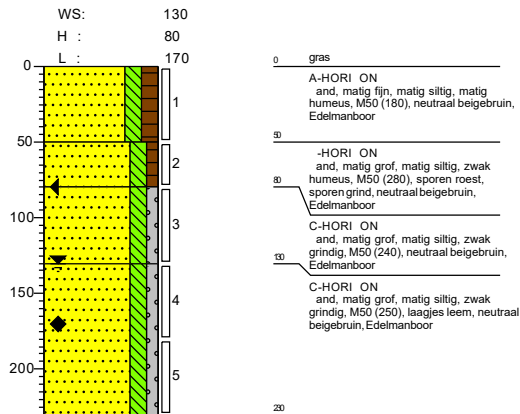 WS: 130
H : 80
L : 170
0
50
100
150
200
1
2
3
4
5
0 gras
A-HORI ON
and, matig fijn, matig siltig, matig
humeus, M50 (180), neutraal beigebruin,
Edelmanboor
50
-HORI ON
and, matig grof, matig siltig, zwak
humeus, M50 (280), sporen roest,
sporen grind, neutraal beigebruin,
Edelmanboor
80
C-HORI ON
and, matig grof, matig siltig, zwak
grindig, M50 (240), neutraal beigebruin,
Edelmanboor
130
C-HORI ON
and, matig grof, matig siltig, zwak
grindig, M50 (250), laagjes leem, neutraal
beigebruin, Edelmanboor
230